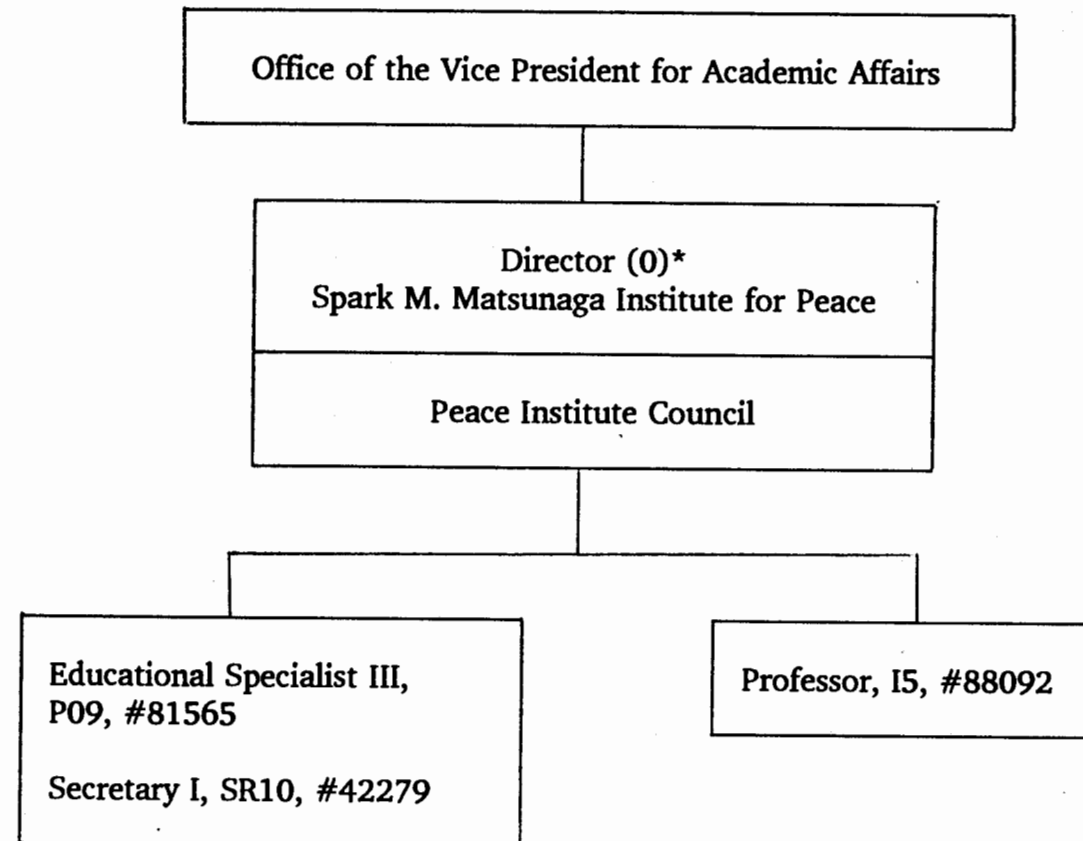 Office of the Vice President for Academic Affairs
Director (0)*
Spark M. Matsunaga Institute for Peace
Peace Institute Council
Educational Specialist III,
P09, #81565
Secretary I, SR10, #42279
Professor, I5, #88092